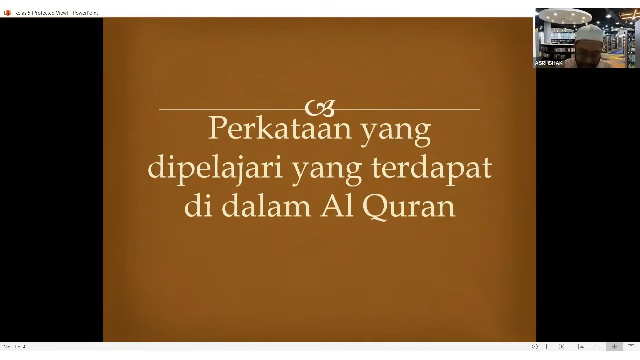 Perkataan yang
dipelajari yang terdapat
di dalam Al Quran